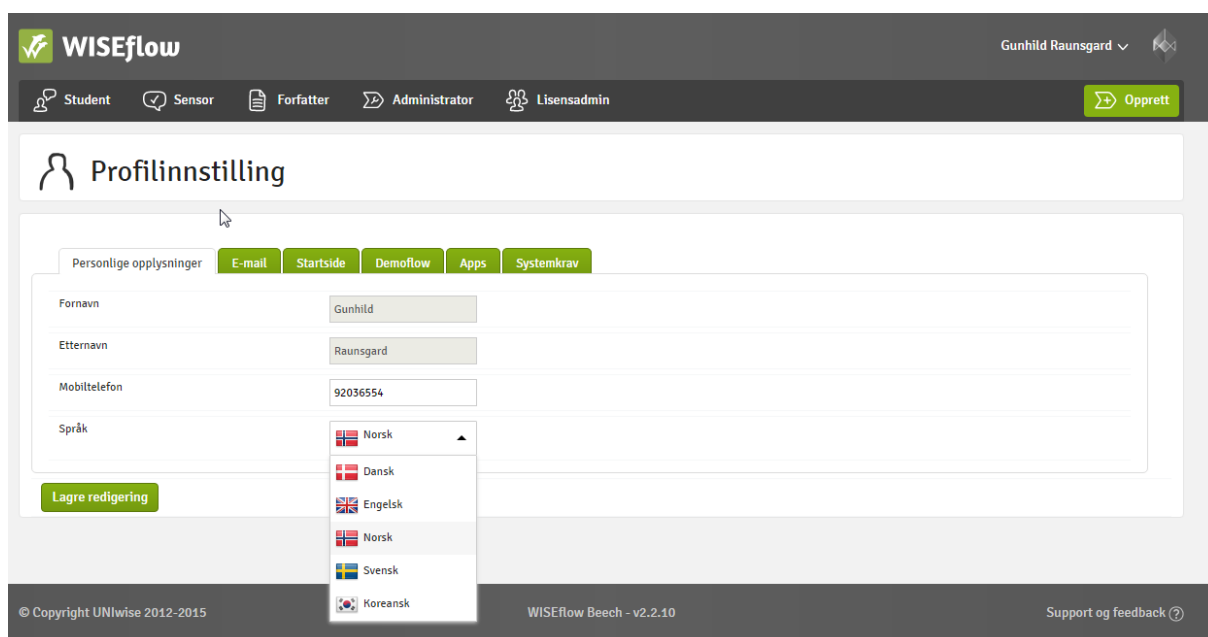 WISEflow
Gunhild Raunsgard
Student Sensor Forfatter Administrator Lisensadmin Opprett
Profilinnstilling
Personlige opplysninger E-mail Startside Demoflow Apps Systemkrav
Fornavn Gunhild
Etternavn Raunsgard
Mobiltelefon 92036554
Språk Norsk
Dansk
Engelsk
Norsk
Svensk
Koreansk
Lagre redigering
© Copyright UNIwise 2012-2015 WISEflow Beech - v2.2.10 Support og feedback ?